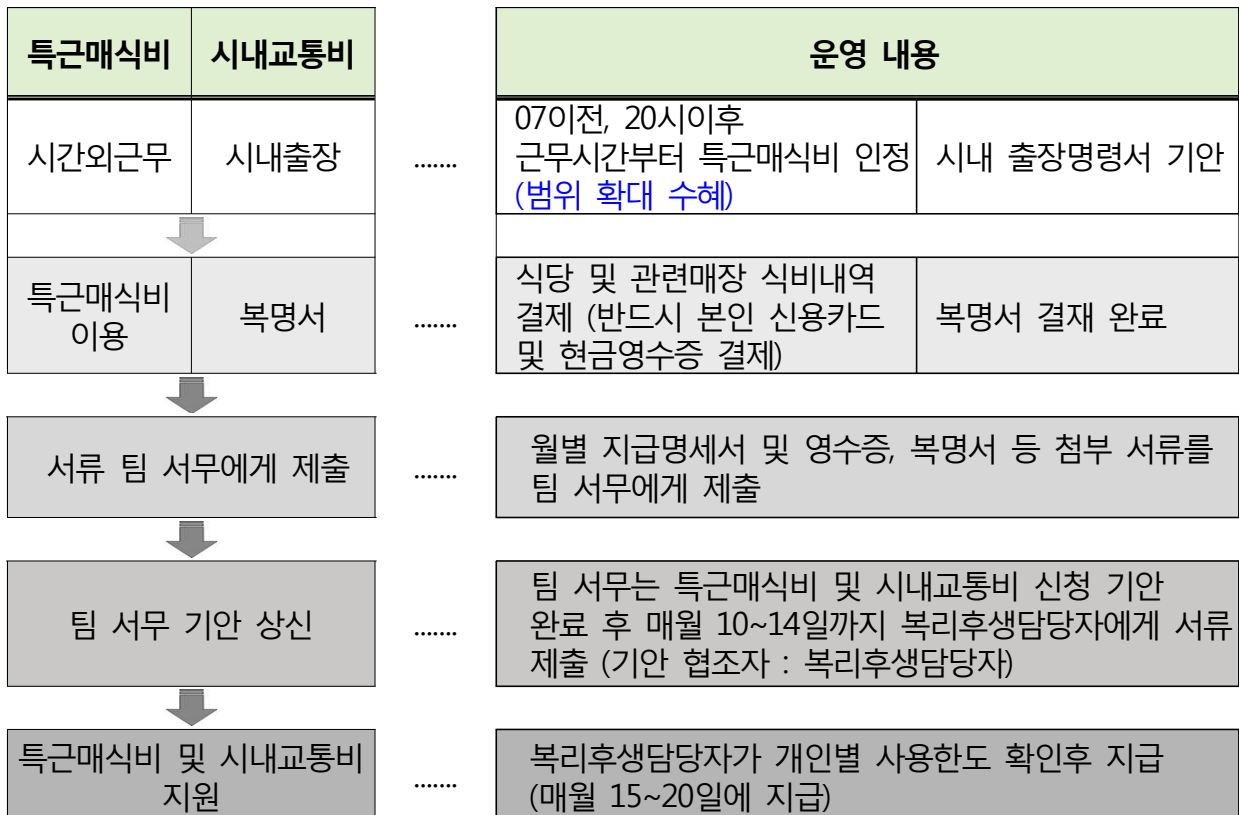 특근매식비 시내교통비 운영 내용
시간외근무 시내출장 ....... 07이전, 20시이후
근무시간부터 특근매식비 인정
(범위 확대 수혜)
시내 출장명령서 기안
특근매식비
이용
복명서 ....... 식당 및 관련매장 식비내역
결제 (반드시 본인 신용카드
및 현금영수증 결제)
복명서 결재 완료
서류 팀 서무에게 제출 ....... 월별 지급명세서 및 영수증, 복명서 등 첨부 서류를
팀 서무에게 제출
팀 서무 기안 상신 ....... 팀 서무는 특근매식비 및 시내교통비 신청 기안
완료 후 매월 10~14일까지 복리후생담당자에게 서류
제출 (기안 협조자 : 복리후생담당자)
특근매식비 및 시내교통비
지원
....... 복리후생담당자가 개인별 사용한도 확인후 지급
(매월 15~20일에 지급)